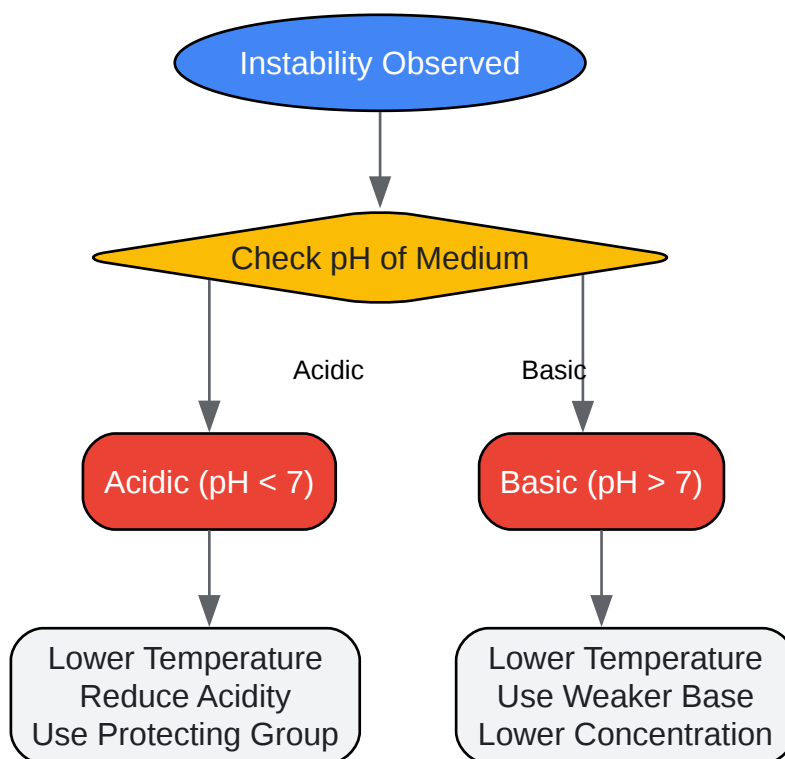 Instability Observed
Check pH of Medium
Acidic
Basic
Acidic (pH < 7)
Basic (pH > 7)
Lower Temperature
Reduce Acidity
Use Protecting Group
Lower Temperature
Use Weaker Base
Lower Concentration